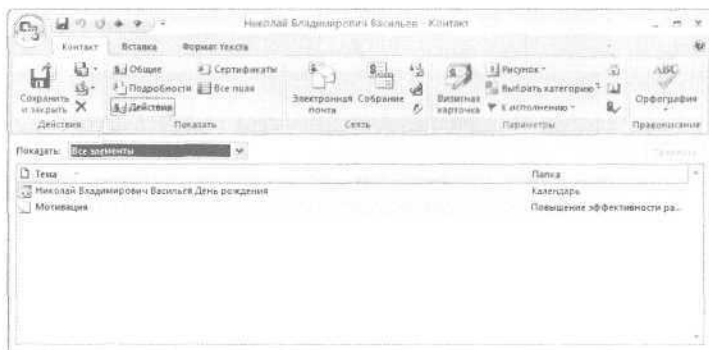 Николай Владимирович Васильев - Контакт
Контакт Вставка Формат текста
Сохранить и закрыть
Общие
Подробности
Действия
Сертификаты
Все поля
Электронная почта
Собрание
Визитная карточка
Рисунок
Выбрать категорию
К исполнению
ABC
Орфография
Действия Показать Связь Параметры Правописание
Показать: Все элементы
Тема Папка
Николай Владимирович Васильев День рождения Календарь
Мотивация Повышение эффективности ра...